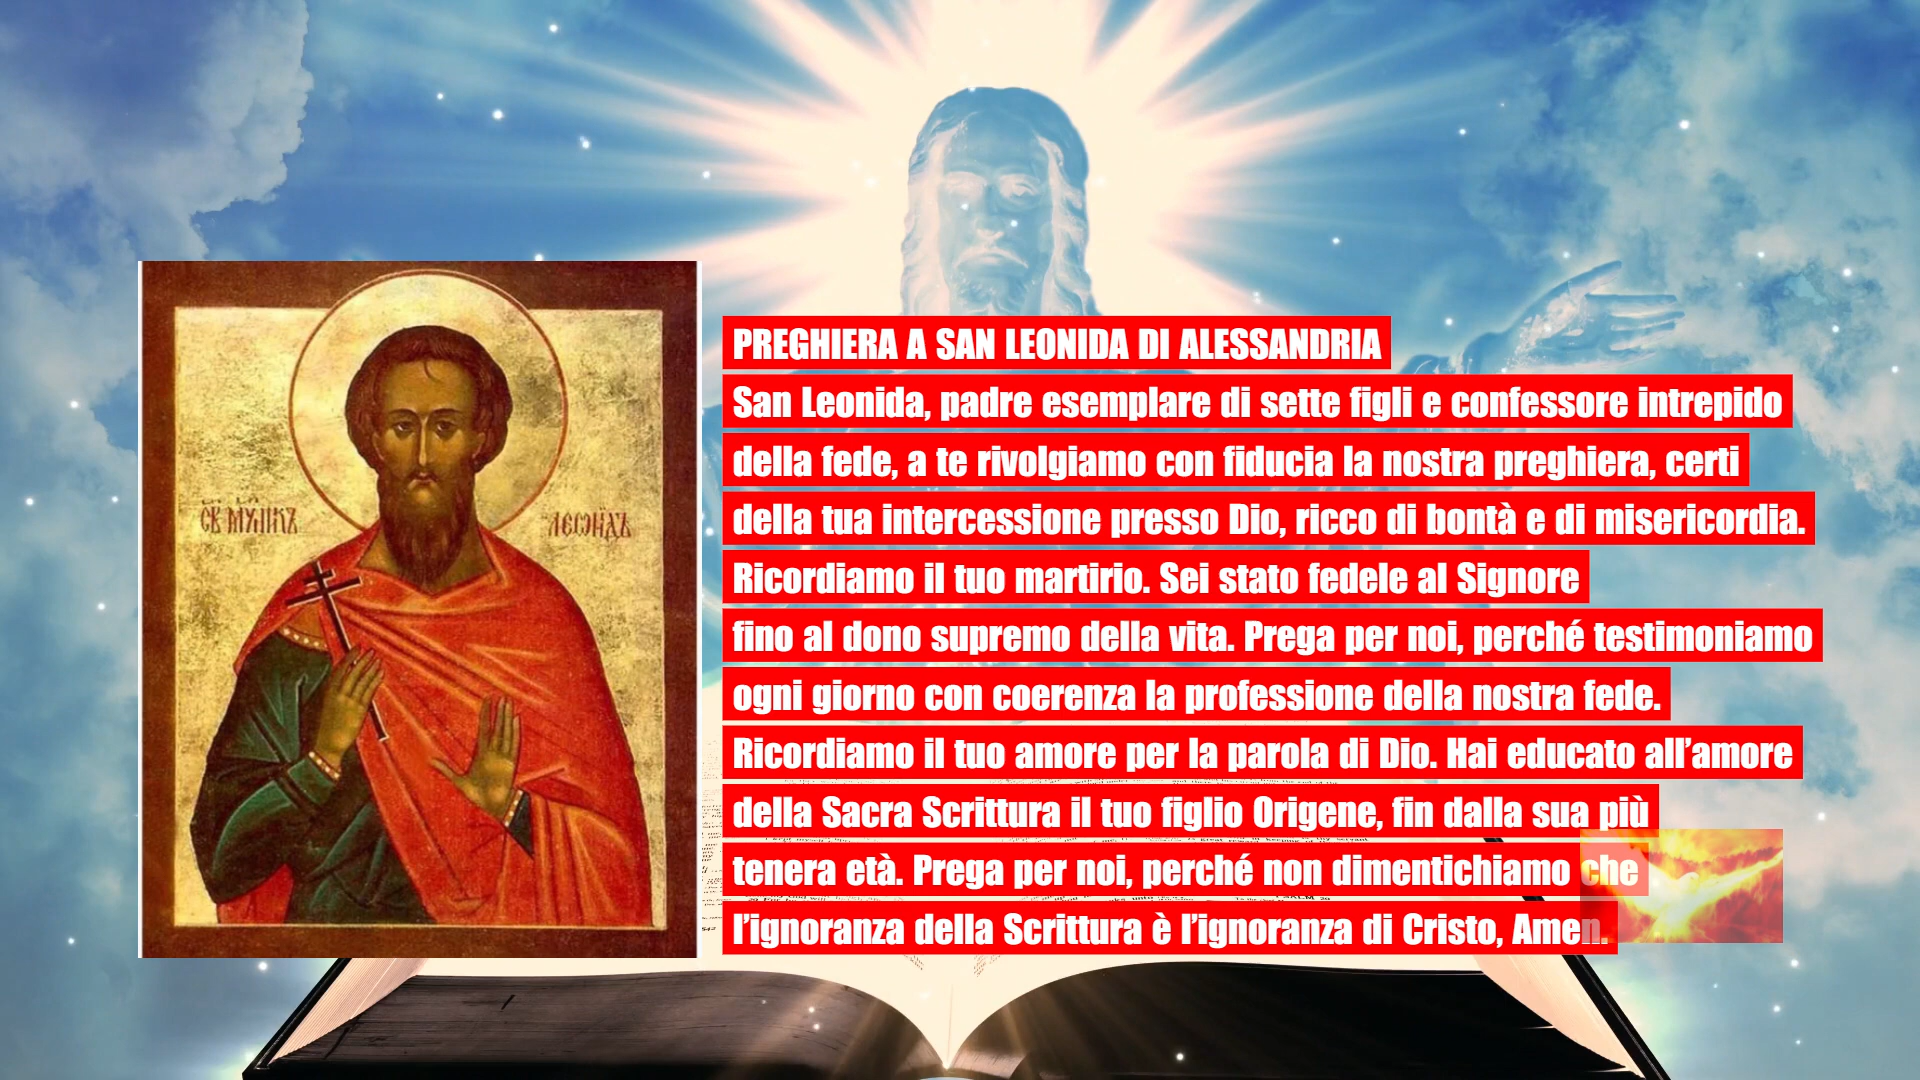 СВ МУНІКЪ
ЛЕОНИДЪ
PREGHIERA A SAN LEONIDA DI ALESSANDRIA
San Leonida, padre esemplare di sette figli e confessore intrepido
della fede, a te rivolgiamo con fiducia la nostra preghiera, certi
della tua intercessione presso Dio, ricco di bontà e di misericordia.
Ricordiamo il tuo martirio. Sei stato fedele al Signore
fino al dono supremo della vita. Prega per noi, perché testimoniamo
ogni giorno con coerenza la professione della nostra fede.
Ricordiamo il tuo amore per la parola di Dio. Hai educato all’amore
della Sacra Scrittura il tuo figlio Origene, fin dalla sua più
tenera età. Prega per noi, perché non dimentichiamo che
l’ignoranza della Scrittura è l’ignoranza di Cristo, Amen.